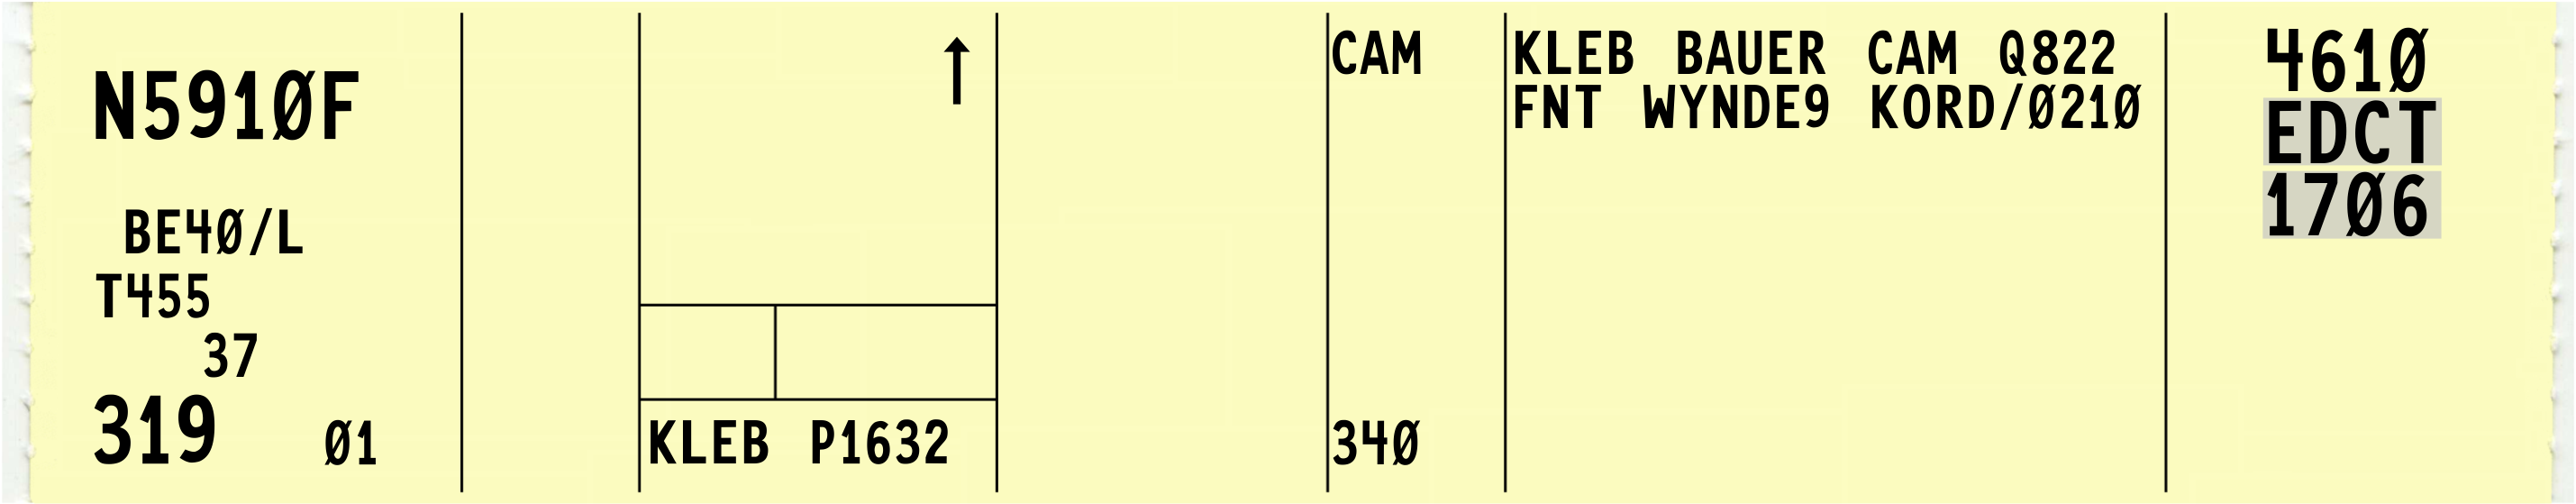 N5910F
BE40/L
T455
37
319 01
↑
KLEB P1632
CAM
340
KLEB BAUER CAM Q822
FNT WYNDE9 KORD/0210
4610
EDCT
1706